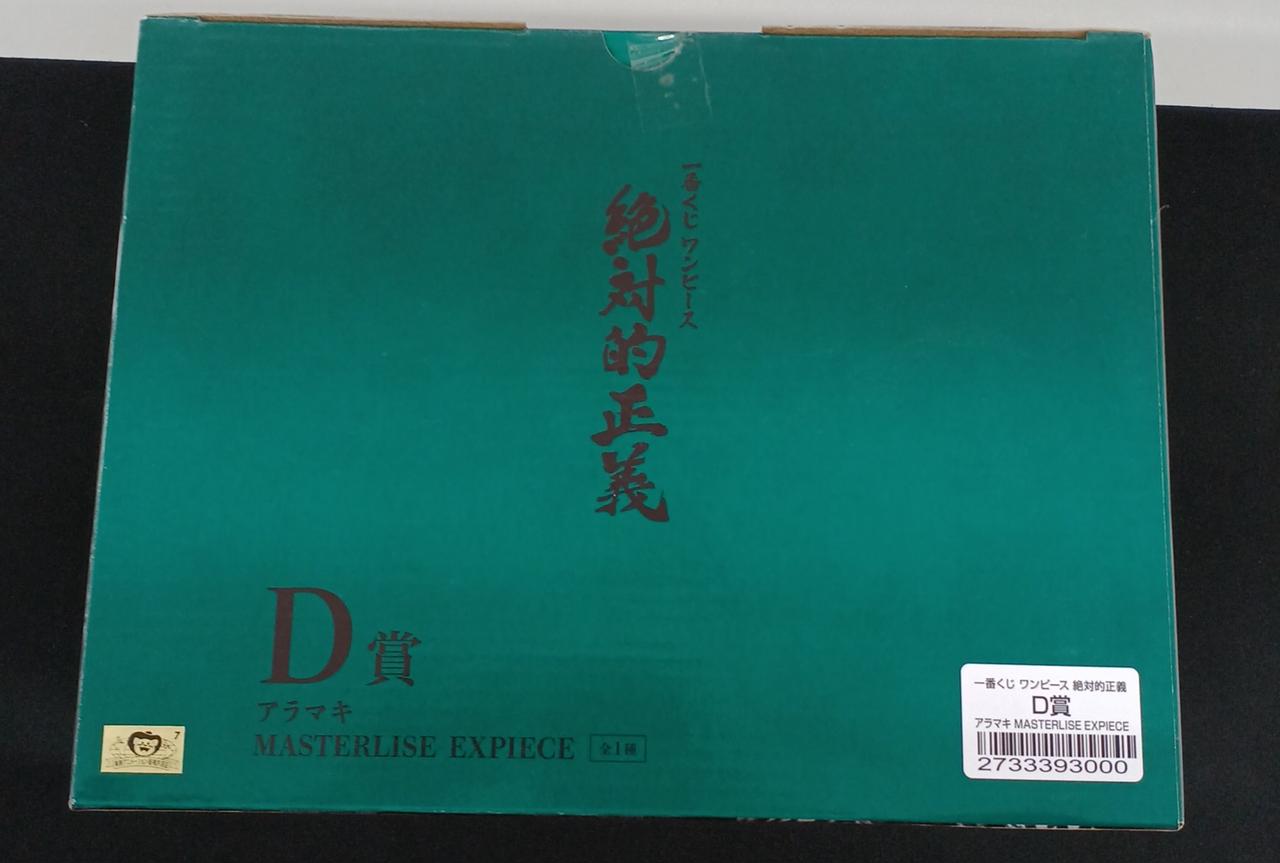 一番くじ ワンピース
絶対的正義
D賞
アラマキ
MASTERLISE EXPIECE 全1種
7
一番くじ ワンピース 絶対的正義
D賞
アラマキ MASTERLISE EXPIECE
2733393000